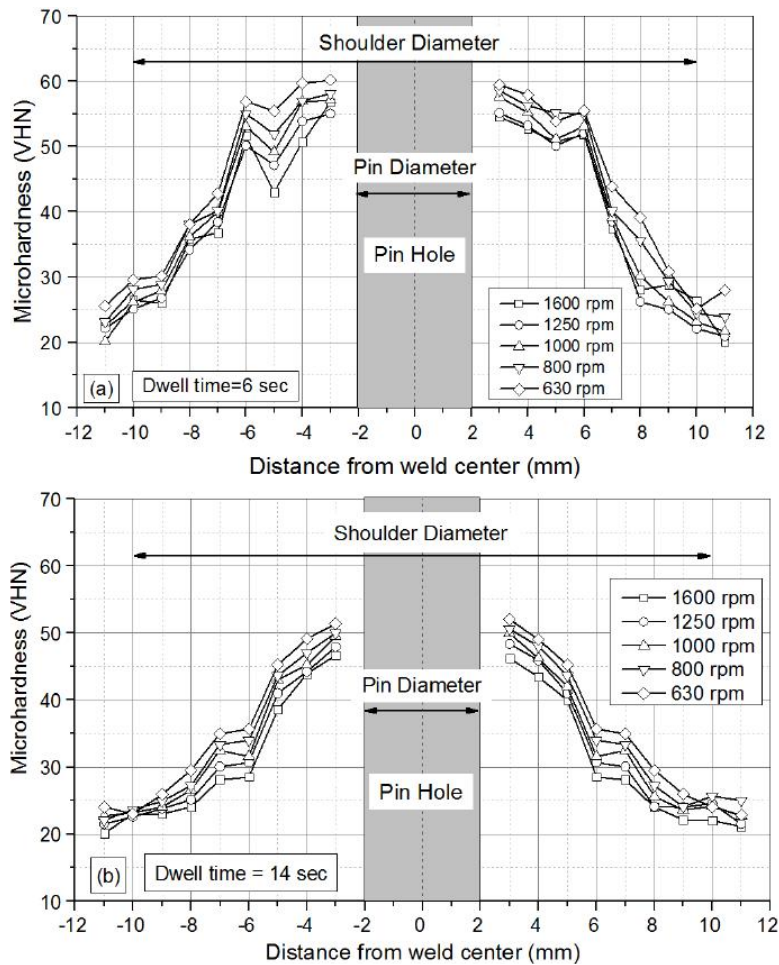 70
60
50
40
30
20
10
Microhardness (VHN)
Shoulder Diameter
Pin Diameter
Pin Hole
1600 rpm
1250 rpm
1000 rpm
800 rpm
630 rpm
(a)
Dwell time=6 sec
-12 -10 -8 -6 -4 -2 0 2 4 6 8 10 12
Distance from weld center (mm)
70
60
50
40
30
20
10
Microhardness (VHN)
Shoulder Diameter
1600 rpm
1250 rpm
1000 rpm
800 rpm
630 rpm
Pin Diameter
Pin Hole
(b)
Dwell time = 14 sec
-12 -10 -8 -6 -4 -2 0 2 4 6 8 10 12
Distance from weld center (mm)